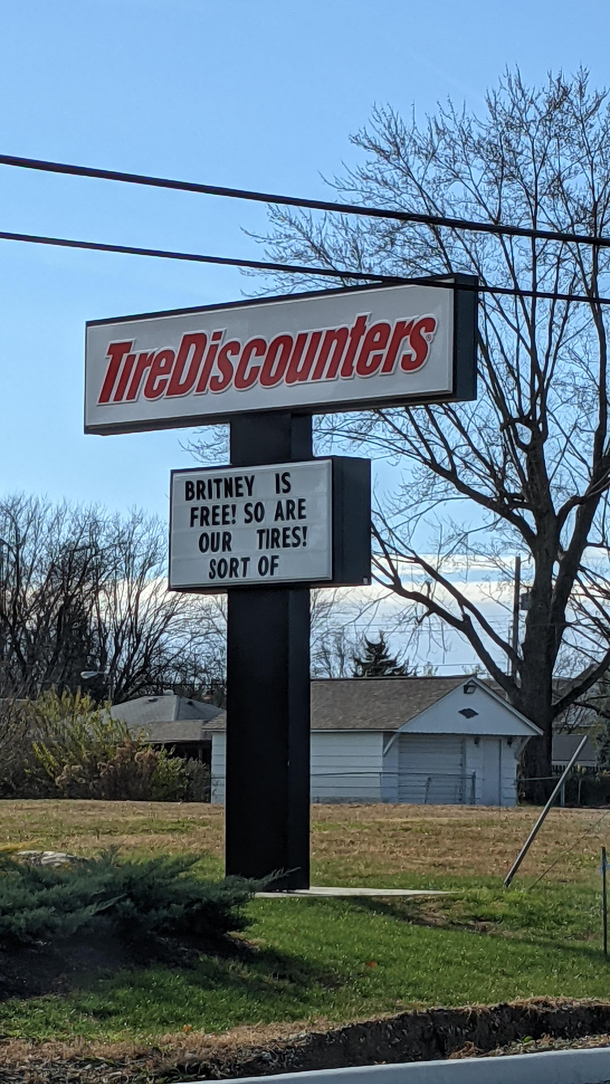 TireDiscounters®
BRITNEY IS
FREE! SO ARE
OUR TIRES!
SORT OF